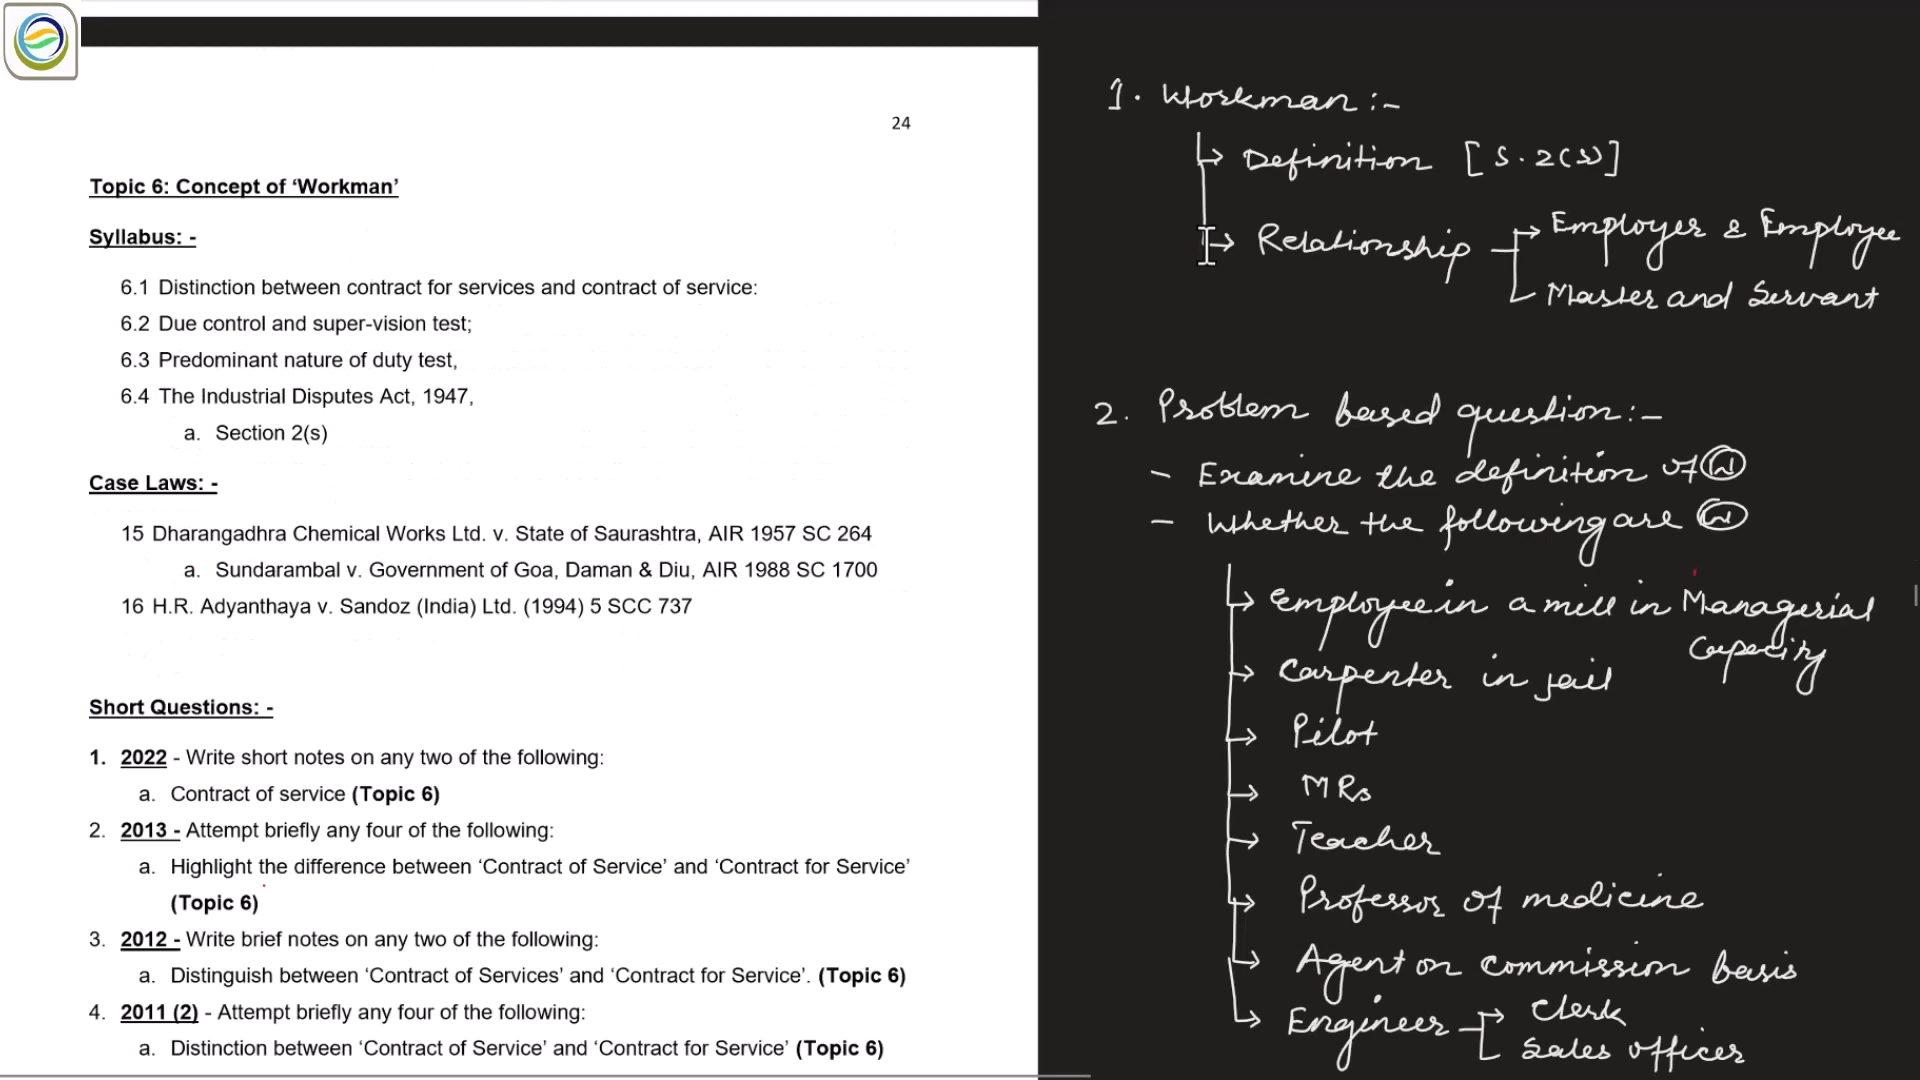 24
Topic 6: Concept of ‘Workman’
Syllabus: -
6.1 Distinction between contract for services and contract of service:
6.2 Due control and super-vision test;
6.3 Predominant nature of duty test,
6.4 The Industrial Disputes Act, 1947,
a. Section 2(s)
Case Laws: -
15 Dharangadhra Chemical Works Ltd. v. State of Saurashtra, AIR 1957 SC 264
a. Sundarambal v. Government of Goa, Daman & Diu, AIR 1988 SC 1700
16 H.R. Adyanthaya v. Sandoz (India) Ltd. (1994) 5 SCC 737
Short Questions: -
1. 2022 - Write short notes on any two of the following:
a. Contract of service (Topic 6)
2. 2013 - Attempt briefly any four of the following:
a. Highlight the difference between ‘Contract of Service’ and ‘Contract for Service’
(Topic 6)
3. 2012 - Write brief notes on any two of the following:
a. Distinguish between ‘Contract of Services’ and ‘Contract for Service’. (Topic 6)
4. 2011 (2) - Attempt briefly any four of the following:
a. Distinction between ‘Contract of Service’ and ‘Contract for Service’ (Topic 6)
1. Workman :-
Definition [S. 2(s)]
Relationship → Employer & Employee
Master and Servant
2. Problem based question :-
- Examine the definition of W
- Whether the following are W
→ Employee in a mill in Managerial
Capacity
→ Carpenter in jail
→ Pilot
→ MRs
→ Teacher
→ Professor of medicine
→ Agent on commission basis
→ Engineer → Clerk
Sales officer